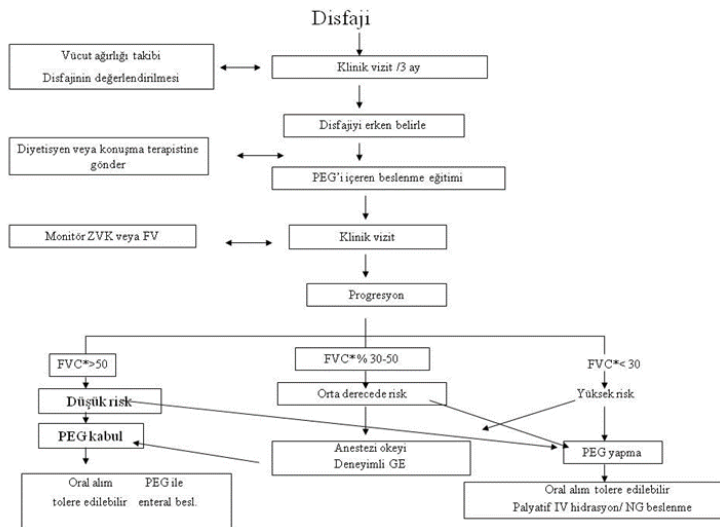 Disfaji
Vücut ağırlığı takibi
Disfajinin değerlendirilmesi
Klinik vizit /3 ay
Disfajiyi erken belirle
Diyetisyen veya konuşma terapistine
gönder
PEG'i içeren beslenme eğitimi
Monitör ZVK veya FV
Klinik vizit
Progresyon
FVC*>50
FVC*% 30-50
FVC*< 30
Düşük risk
Orta derecede risk
Yüksek risk
PEG kabul
Anestezi okeyi
Deneyimli GE
PEG yapma
Oral alım PEG ile
tolere edilebilir enteral besl.
Oral alım tolere edilebilir
Palyatif IV hidrasyon/ NG beslenme